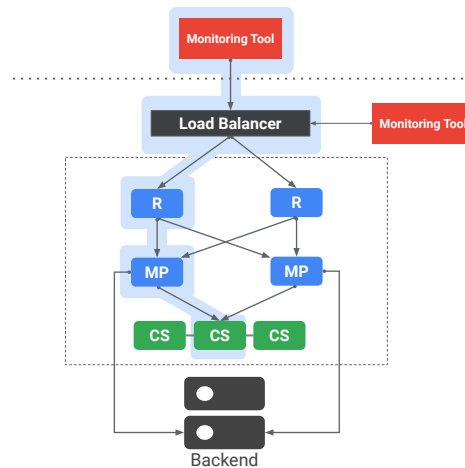 Monitoring Tool
Load Balancer
Monitoring Tool
R
R
MP
MP
CS
CS
CS
Backend